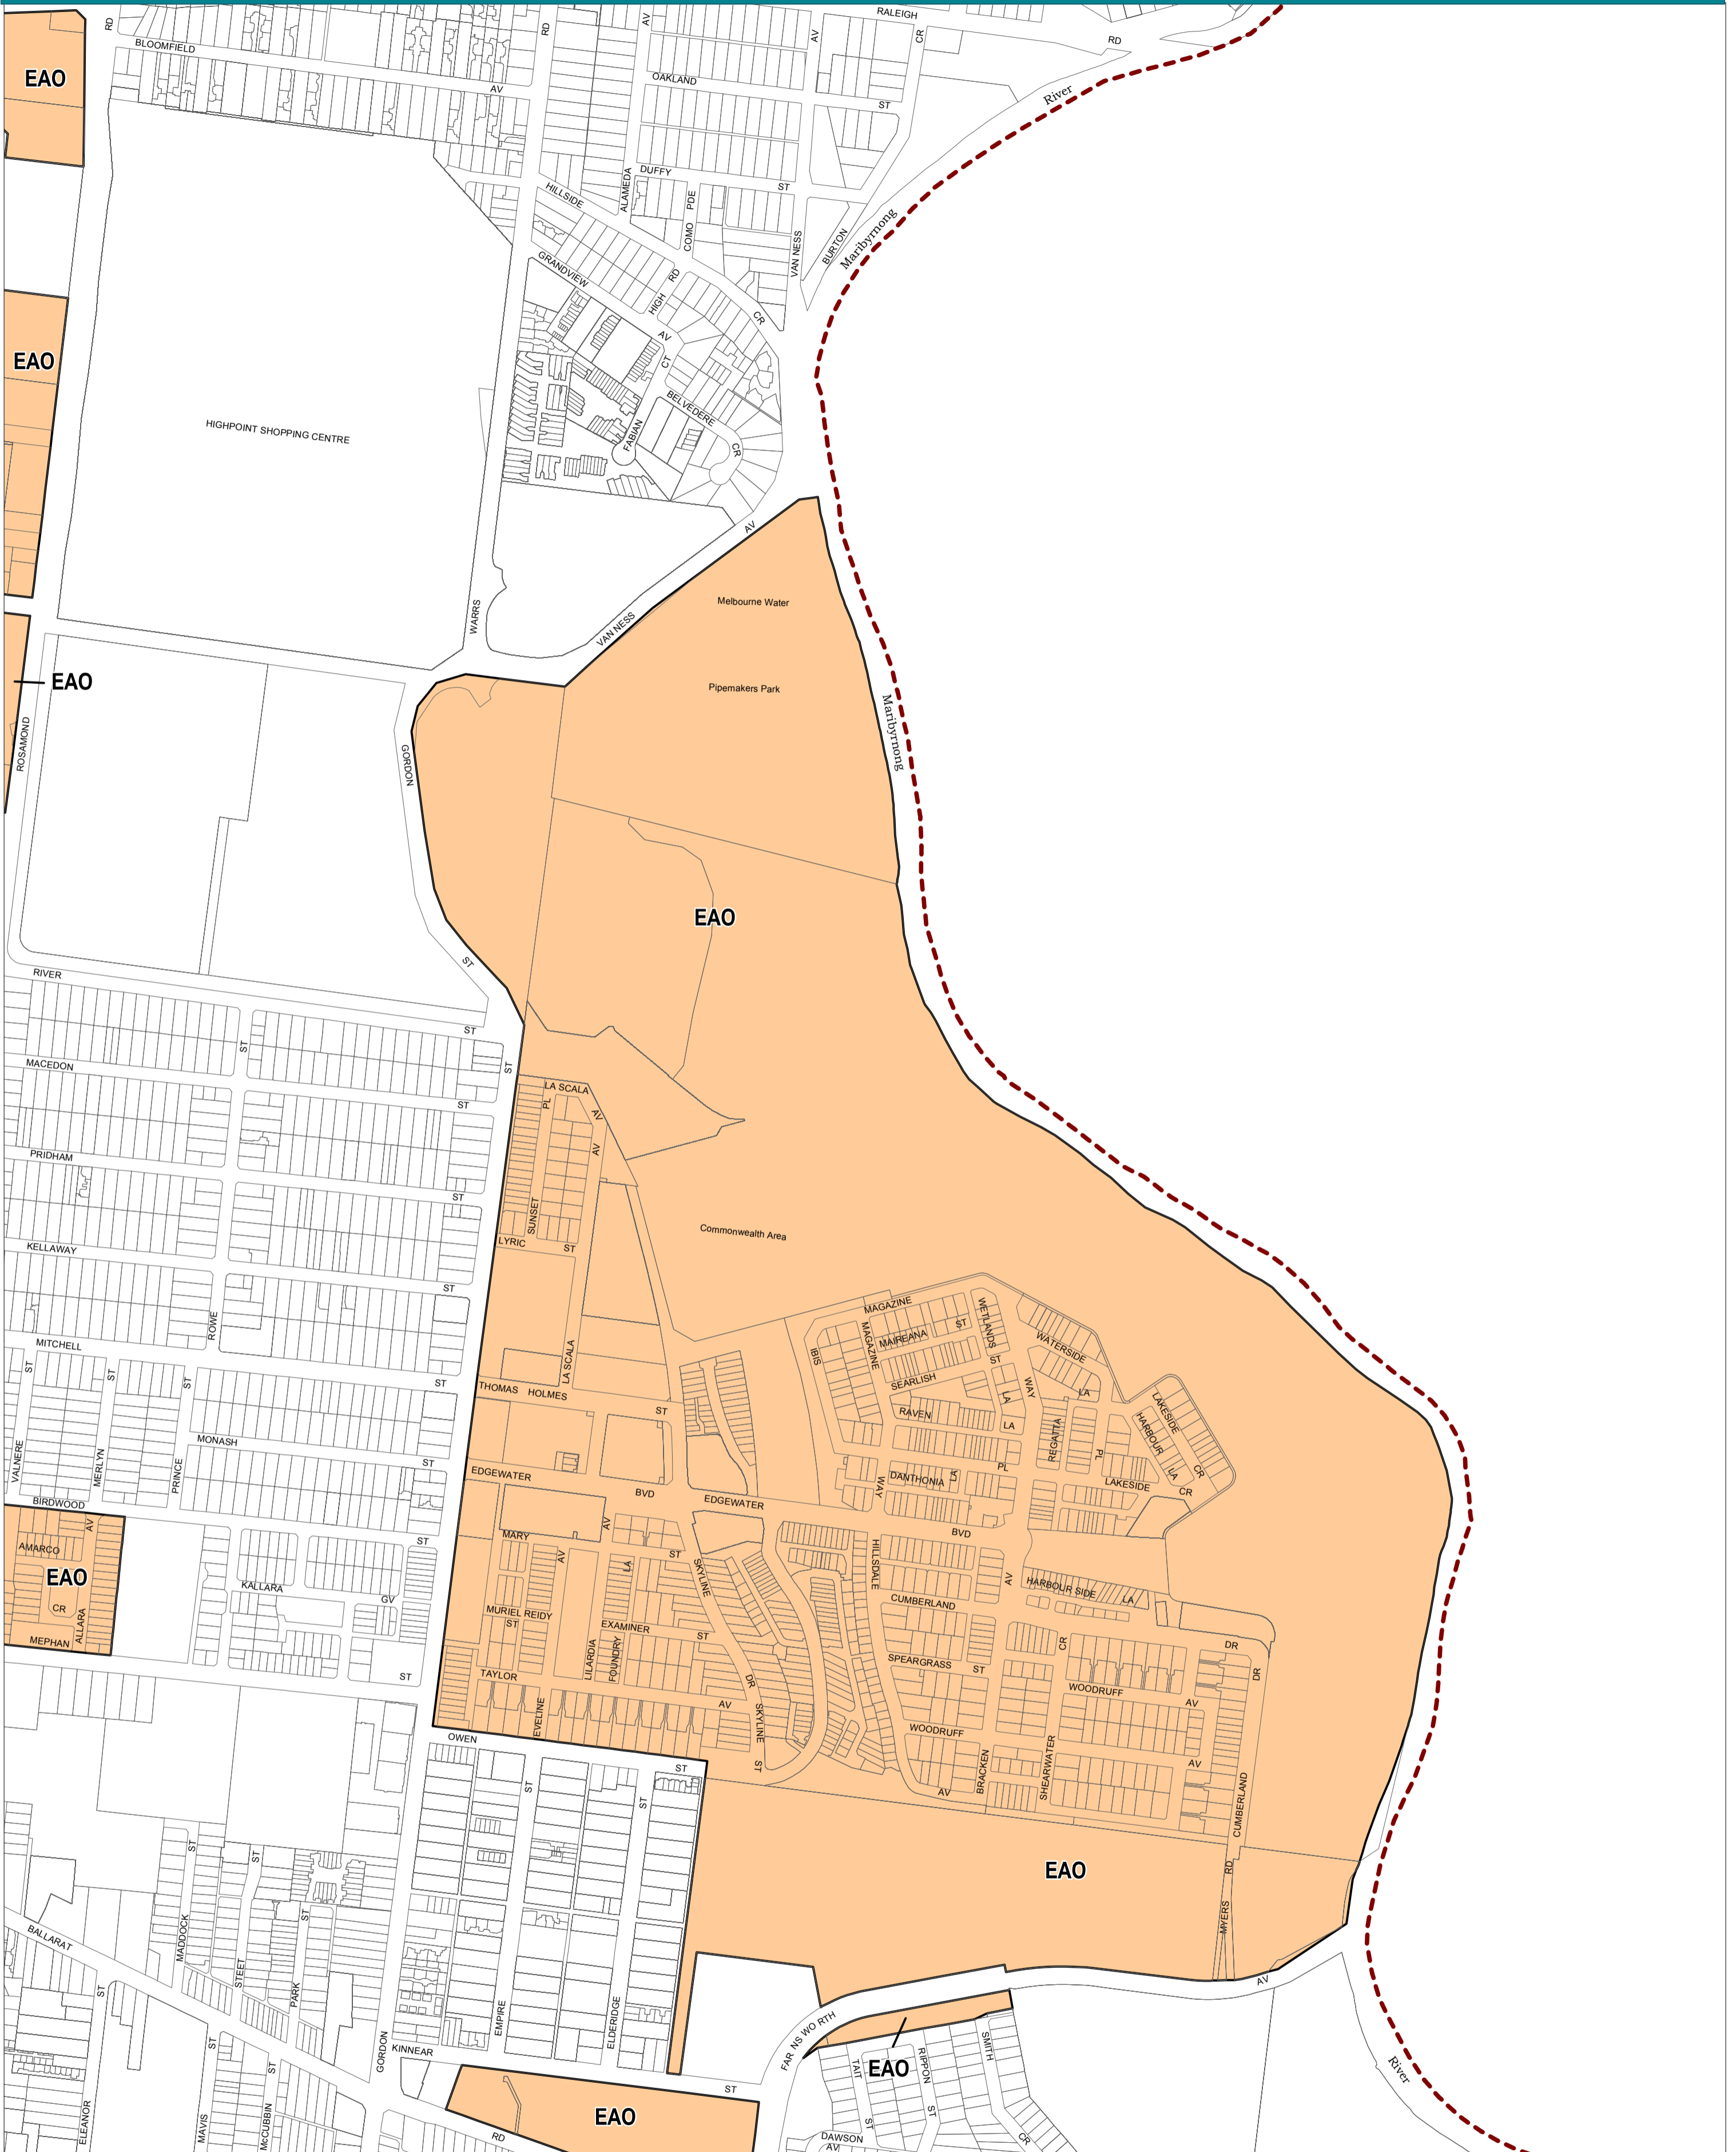 RD
BLOOMFIELD
AV
RD
AV
AV
RALEIGH
CR
RD
EAO
OAKLAND
ST
River
DUFFY
ST
HILLSIDE
ALAMEDA
COMO PDE
VAN NESS
BURTON
Maribyrnong
GRANDVIEW
HIGH RD
CR
AV
CT
EAO
BELVEDERE
CR
FABIAN
HIGHPOINT SHOPPING CENTRE
AV
Melbourne Water
WARRS
VAN NESS
EAO
Pipemakers Park
Maribyrnong
ROSAMOND
GORDON
EAO
ST
RIVER
ST
ST
ST
MACEDON
ST
LA SCALA
PL
AV
AV
PRIDHAM
ST
SUNSET
LYRIC
ST
Commonwealth Area
KELLAWAY
ST
ROWE
MITCHELL
ST
ST
ST
ST
LA SCALA
THOMAS HOLMES
ST
MAGAZINE
MAGAZINE
MAIREANA
ST
WETLANDS
ST
WATERSIDE
LA
IBIS
SEARLISH
LA
WAY
RAVEN
LA
REGATTA
PL
LAKESIDE
HARBOUR
LA
CR
MONASH
ST
VALNERE
MERLYN
PRINCE
EDGEWATER
BVD
EDGEWATER
BVD
WAY
DANTHONIA
LA
PL
LAKESIDE
CR
BIRDWOOD
ST
AV
AMARCO
EAO
CR
ALLARA
MEPHAN
KALLARA
GV
ST
MARY
ST
AV
AV
LA
SKYLINE
HILLSDALE
AV
HARBOUR SIDE
LA
CUMBERLAND
CR
DR
DR
MURIEL REIDY
ST
EXAMINER
ST
LILARDIA
FOUNDRY
TAYLOR
AV
EVELINE
DR
SKYLINE
ST
SPEARGRASS
ST
WOODRUFF
AV
WOODRUFF
AV
AV
BRACKEN
SHEARWATER
CUMBERLAND
OWEN
ST
ST
ST
ST
ST
ST
EAO
RD
MYERS
BALLARAT
MADDOCK
STEET
PARK
ST
ST
ST
EMPIRE
ELDERIDGE
GORDON
KINNEAR
ST
FAR NS WO RTH
AV
EAO
TAIT
ST
RIPPON
ST
SMITH
CR
River
ELEANOR
MAVIS
McCUBBIN
RD
EAO
DAWSON
AV